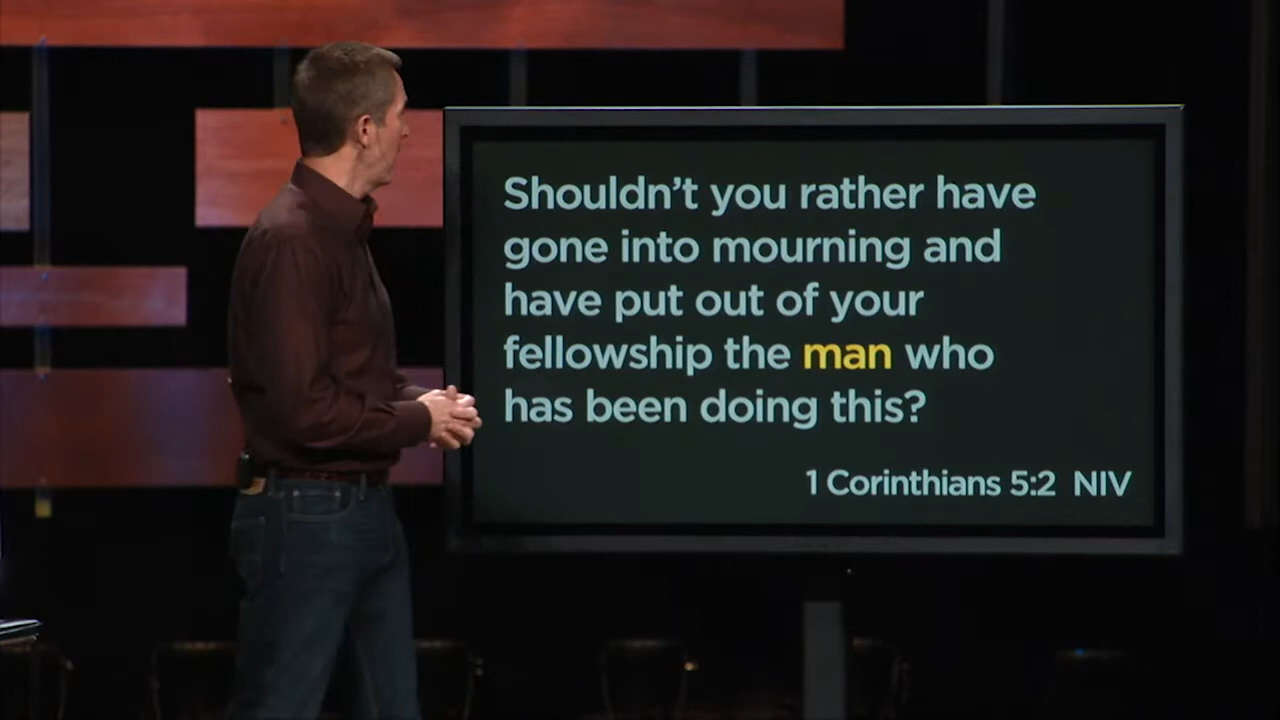 Shouldn't you rather have
gone into mourning and
have put out of your
fellowship the man who
has been doing this?
1 Corinthians 5:2 NIV